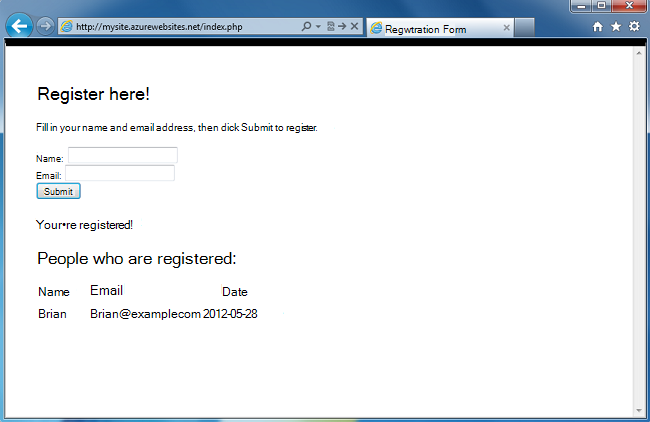 http://mysite.azurewebsites.net/index.php
Regwtration Form
Register here!
Fill in your name and email address, then dick Submit to register.
Name:
Email:
Submit
Your•re registered!
People who are registered:
Name Email Date
Brian Brian@examplecom 2012-05-28